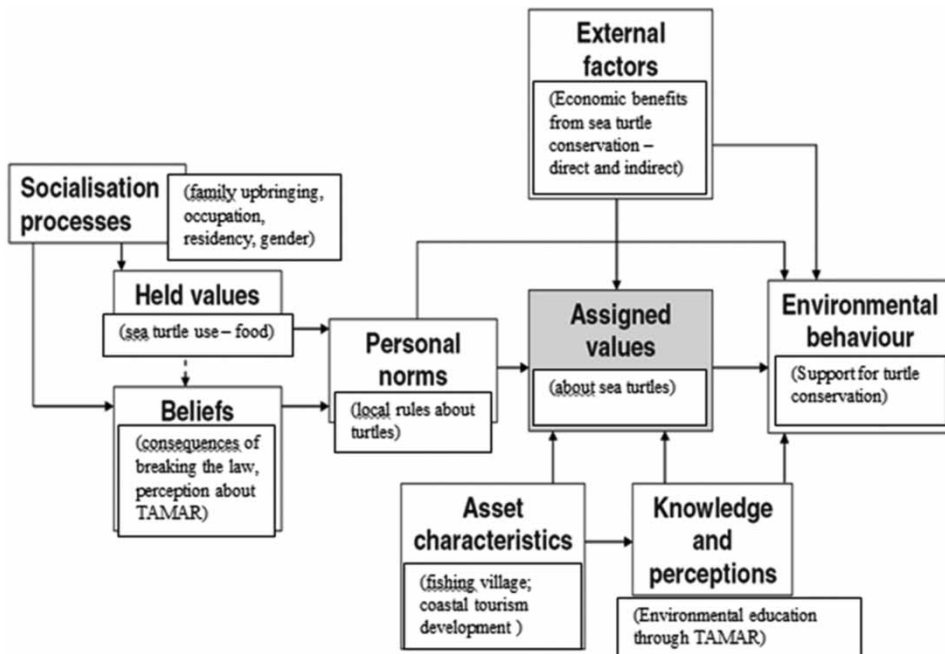 External
factors
(Economic benefits
from sea turtle
conservation –
direct and indirect)
Socialisation
processes
(family upbringing,
occupation,
residency, gender)
Held values
(sea turtle use – food)
Beliefs
(consequences of
breaking the law,
perception about
TAMAR)
Personal
norms
(local rules about
turtles)
Assigned
values
(about sea turtles)
Environmental
behaviour
(Support for turtle
conservation)
Asset
characteristics
(fishing village;
coastal tourism
development )
Knowledge
and
perceptions
(Environmental education
through TAMAR)